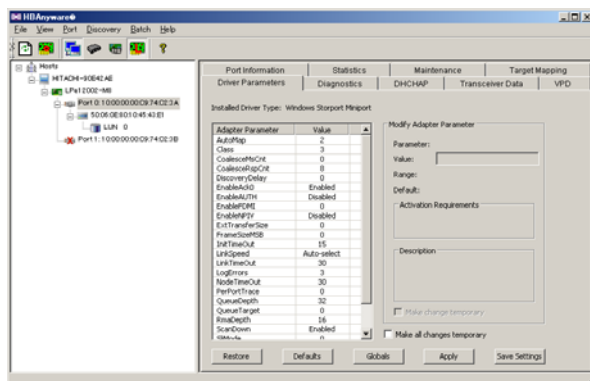 HBAnyware®
File View Port Discovery Batch Help
Hosts
HITACHI-90E42AE
LPe12002-M8
Port 0: 10:00:00:00:C9:74:C2:3A
50:06:0E:80:10:45:43:E1
LUN 0
Port 1: 10:00:00:00:C9:74:C2:3B
Port Information Statistics Maintenance Target Mapping
Driver Parameters Diagnostics DHCHAP Transceiver Data VPD
Installed Driver Type: Windows Storport Miniport
Adapter Parameter Value
AutoMap 2
Class 3
CoalesceMsCnt 0
CoalesceRspCnt 8
DiscoveryDelay 0
EnableAck0 Enabled
EnableAUTH Disabled
EnableFDMI 0
EnableNPIV Disabled
ExtTransferSize 0
FrameSizeMSB 0
InitTimeOut 15
LinkSpeed Auto-select
LinkTimeOut 30
LogErrors 3
NodeTimeOut 30
PerPortTrace 0
QueueDepth 32
QueueTarget 0
RmaDepth 16
ScanDown Enabled
SliMode 0
Modify Adapter Parameter
Parameter:
Value:
Range:
Default:
Activation Requirements
Description
Make change temporary
Make all changes temporary
Restore Defaults Globals Apply Save Settings